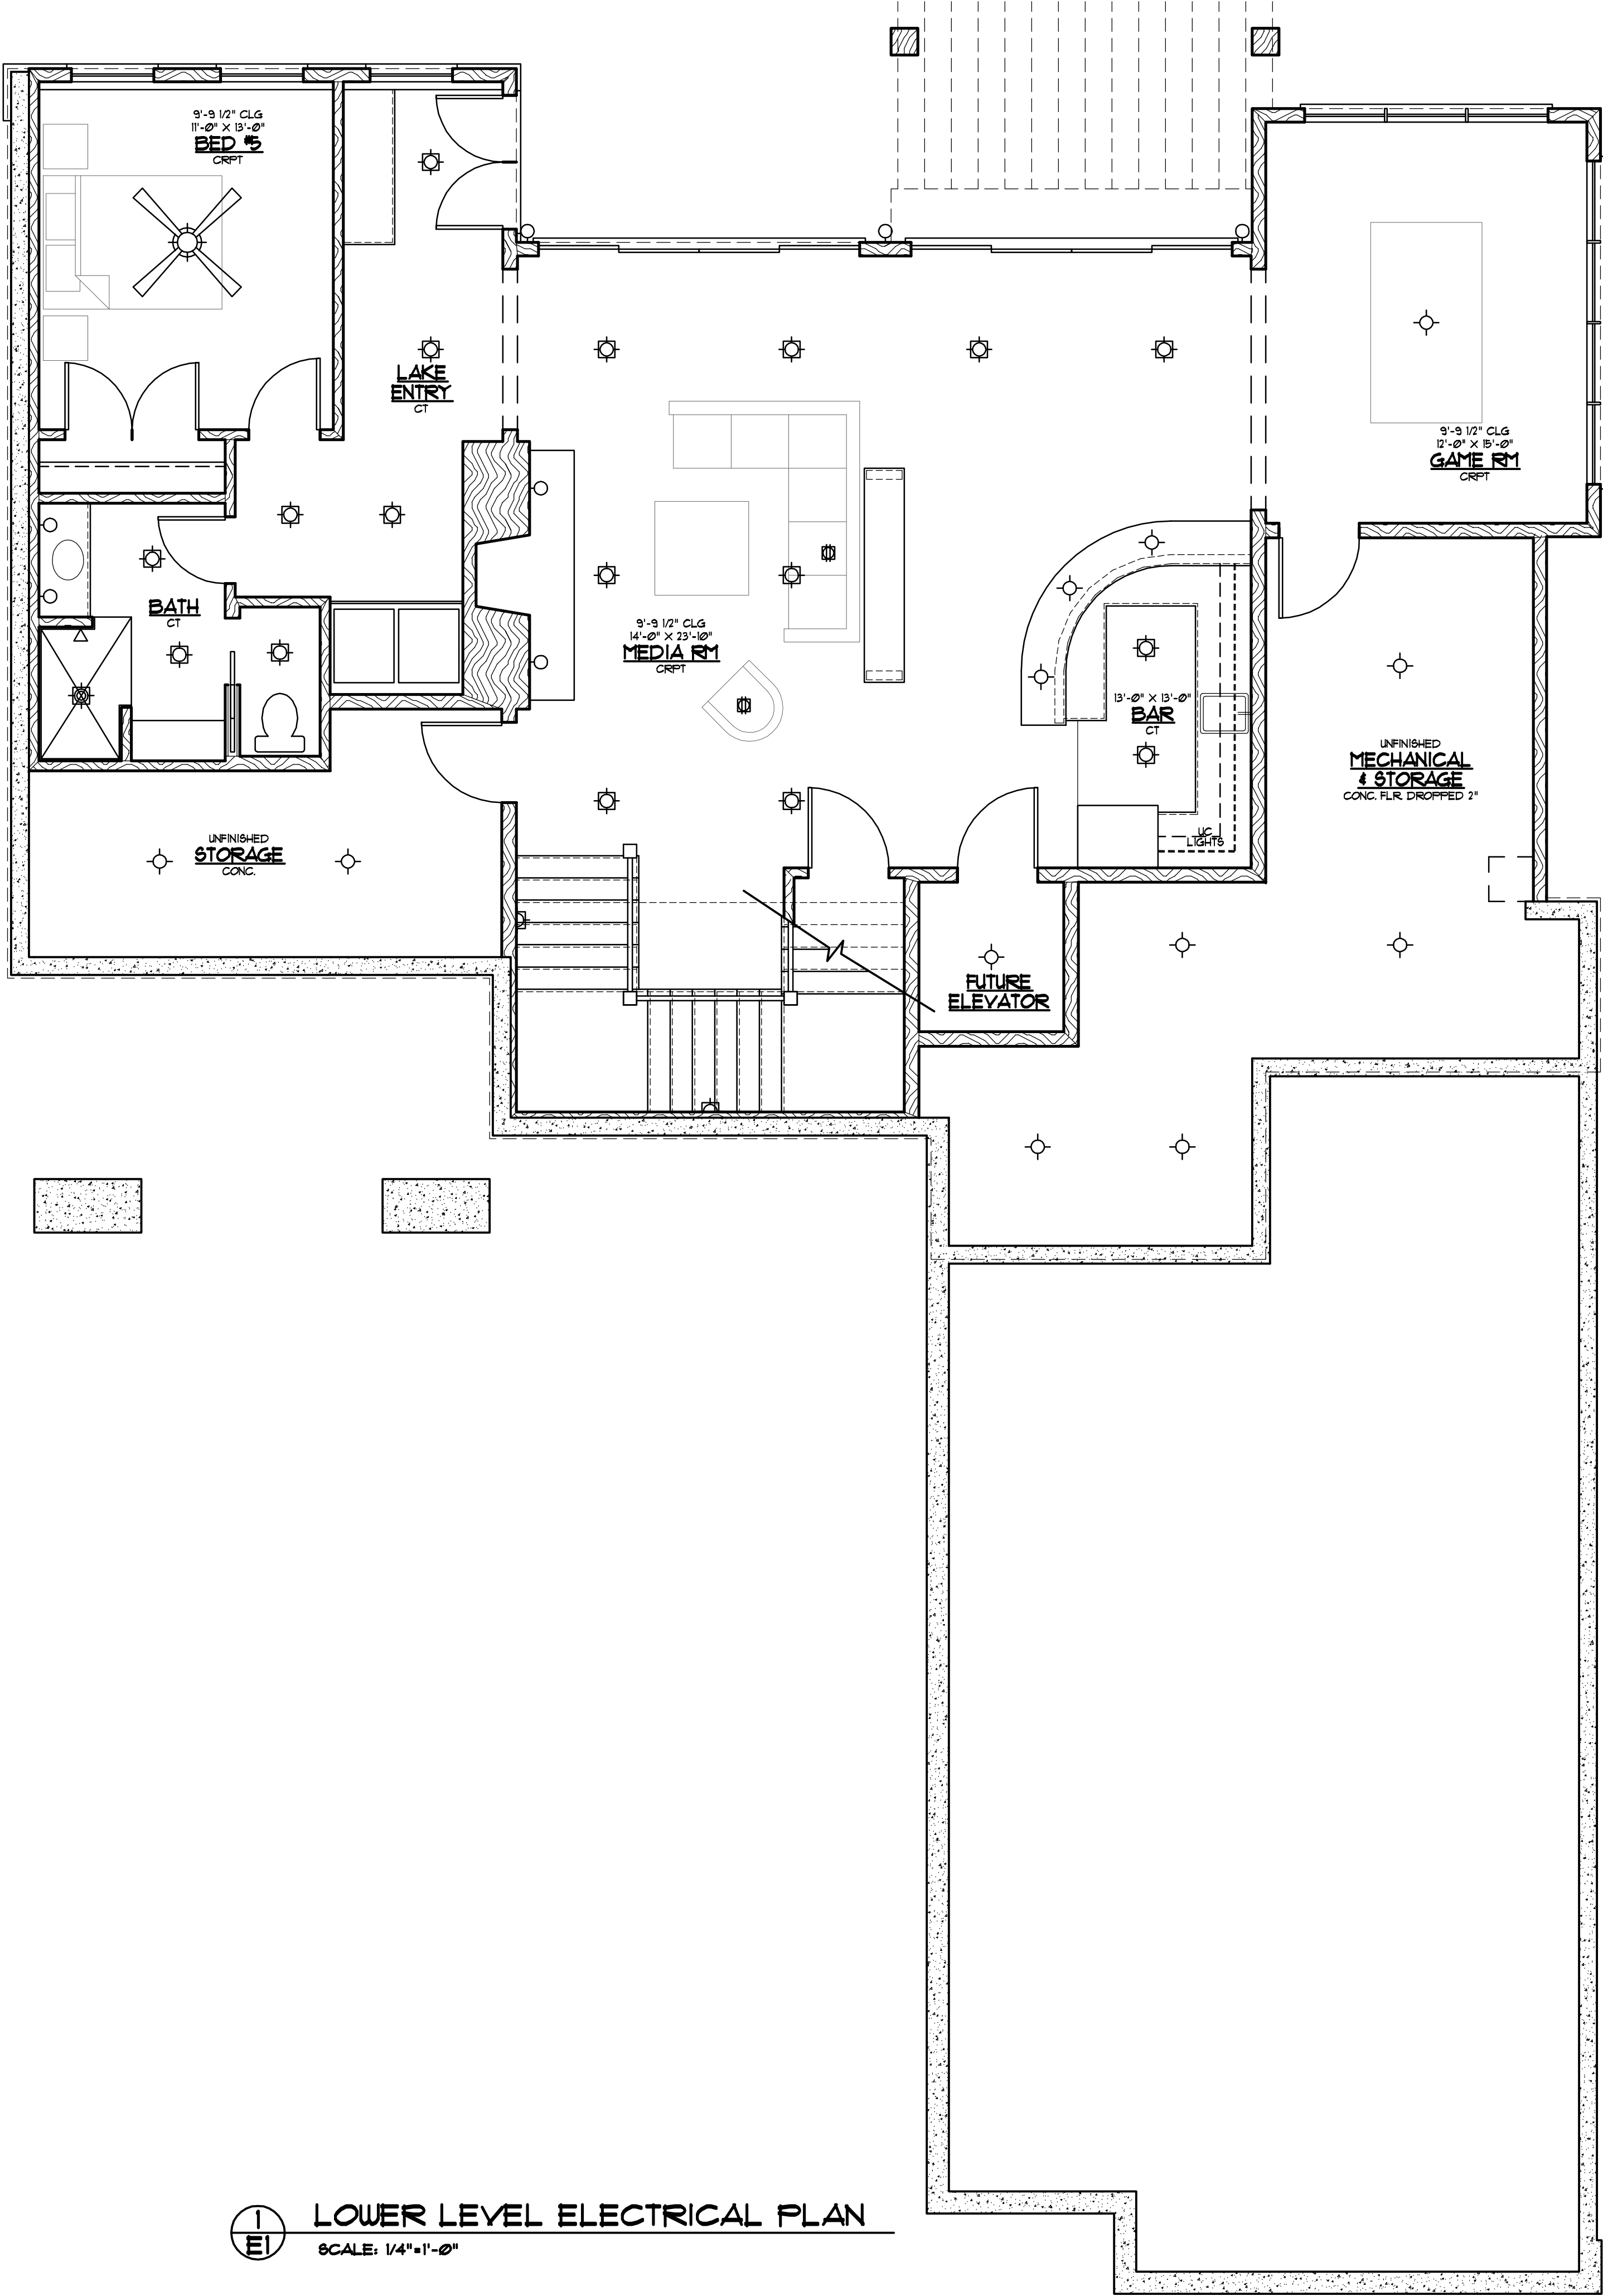 9'-9 1/2" CLG
11'-0" X 13'-0"
BED #5
CRPT
LAKE
ENTRY
CT
9'-9 1/2" CLG
12'-0" X 15'-0"
GAME RM
CRPT
BATH
CT
9'-9 1/2" CLG
14'-0" X 23'-10"
MEDIA RM
CRPT
13'-0" X 13'-0"
BAR
CT
UNFINISHED
MECHANICAL
& STORAGE
CONC. FLR. DROPPED 2"
UC
LIGHTS
UNFINISHED
STORAGE
CONC.
FUTURE
ELEVATOR
1
E1
LOWER LEVEL ELECTRICAL PLAN
SCALE: 1/4"=1'-0"